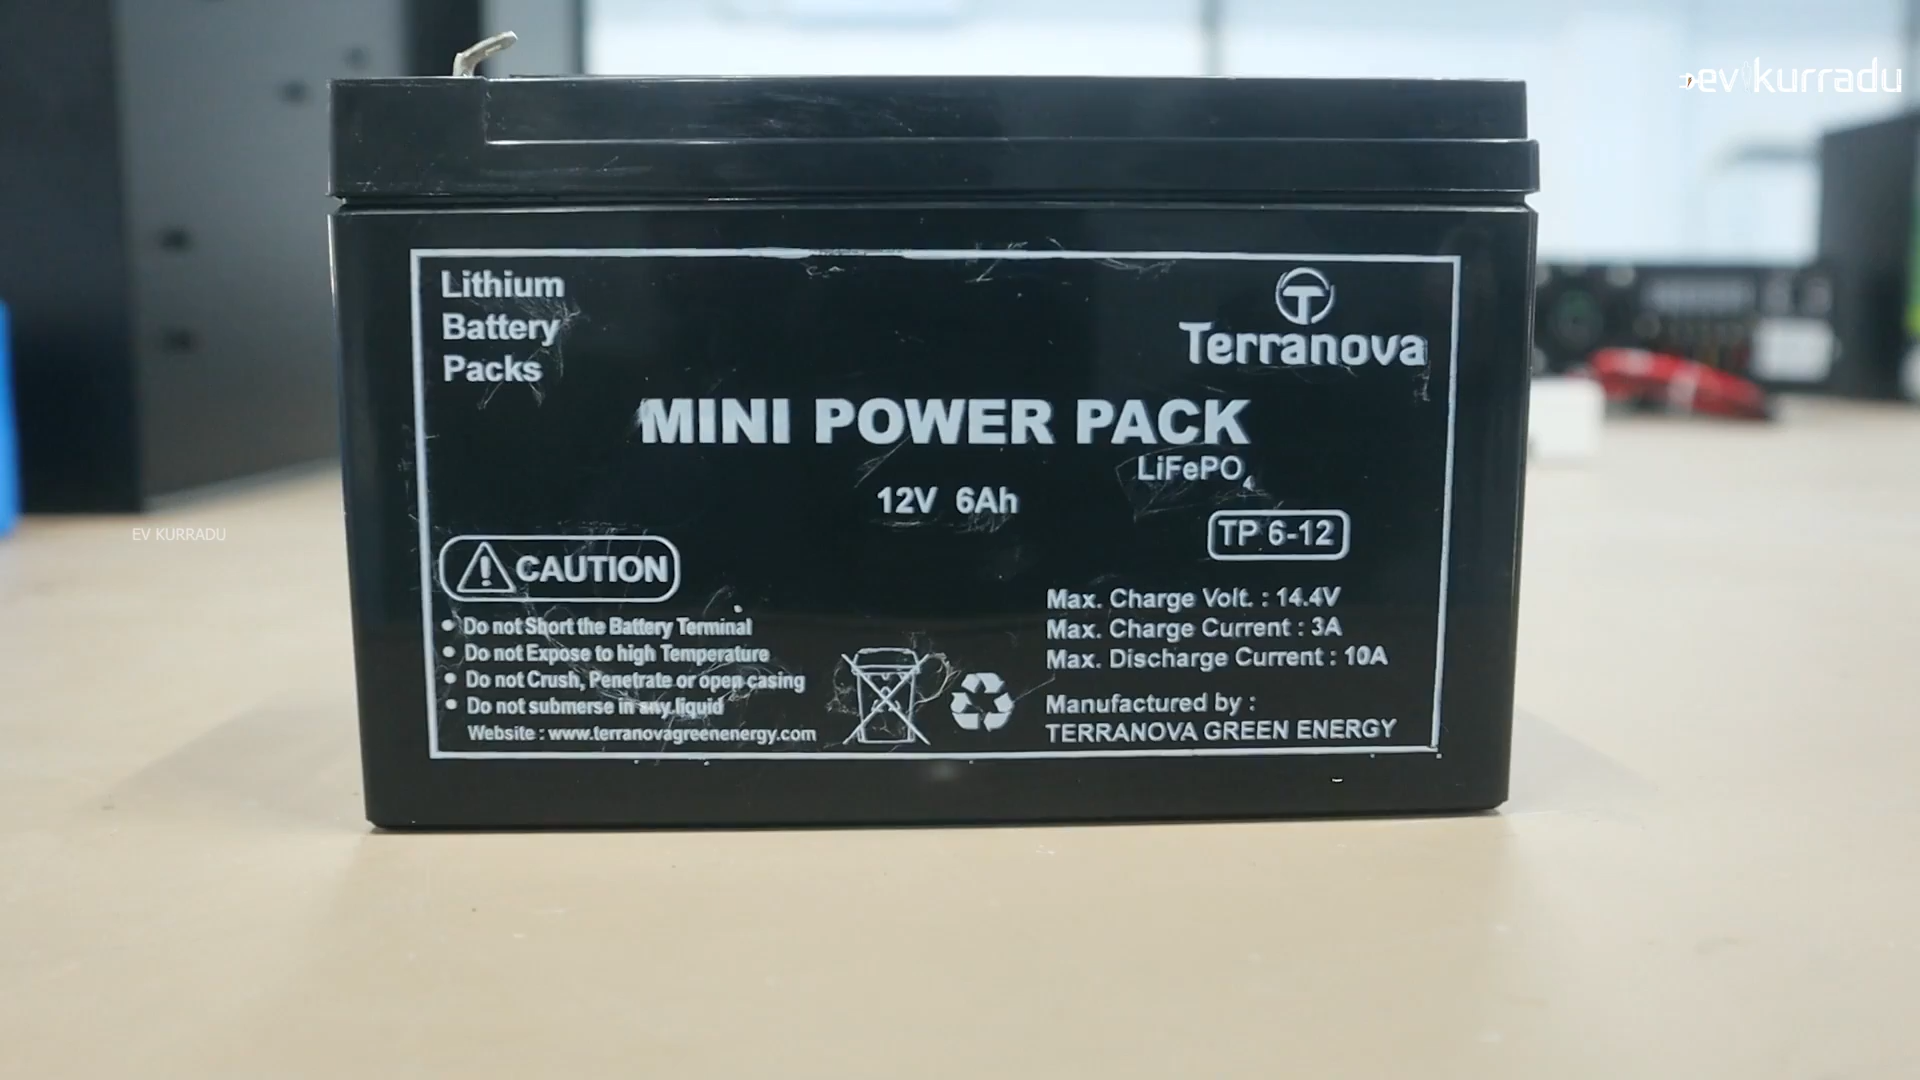 ev kurradu
Lithium
Battery
Packs
Terranova
MINI POWER PACK
LiFePO4
12V 6Ah
TP 6-12
EV KURRADU
CAUTION
• Do not Short the Battery Terminal
• Do not Expose to high Temperature
• Do not Crush, Penetrate or open casing
• Do not submerse in any liquid
Website : www.terranovagreenenergy.com
Max. Charge Volt. : 14.4V
Max. Charge Current : 3A
Max. Discharge Current : 10A
Manufactured by :
TERRANOVA GREEN ENERGY